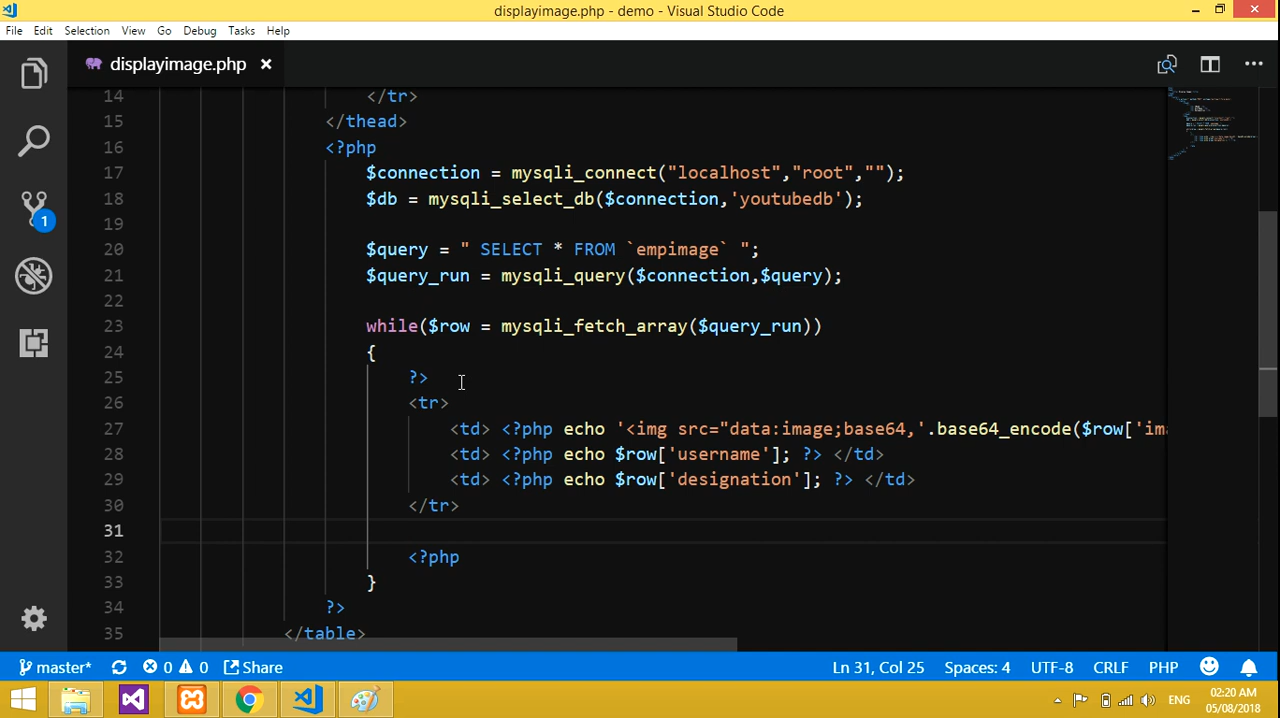 displayimage.php - demo - Visual Studio Code
File Edit Selection View Go Debug Tasks Help
displayimage.php
14 </tr>
15 </thead>
16 <?php
17 $connection = mysqli_connect("localhost","root","");
18 $db = mysqli_select_db($connection,'youtubedb');
19
20 $query = " SELECT * FROM `empimage` ";
21 $query_run = mysqli_query($connection,$query);
22
23 while($row = mysqli_fetch_array($query_run))
24 {
25 ?>
26 <tr>
27 <td> <?php echo '<img src="data:image;base64,'.base64_encode($row['ima
28 <td> <?php echo $row['username']; ?> </td>
29 <td> <?php echo $row['designation']; ?> </td>
30 </tr>
31
32 <?php
33 }
34 ?>
35 </table>
1
master* 0 0 Share Ln 31, Col 25 Spaces: 4 UTF-8 CRLF PHP
ENG 02:20 AM
05/08/2018